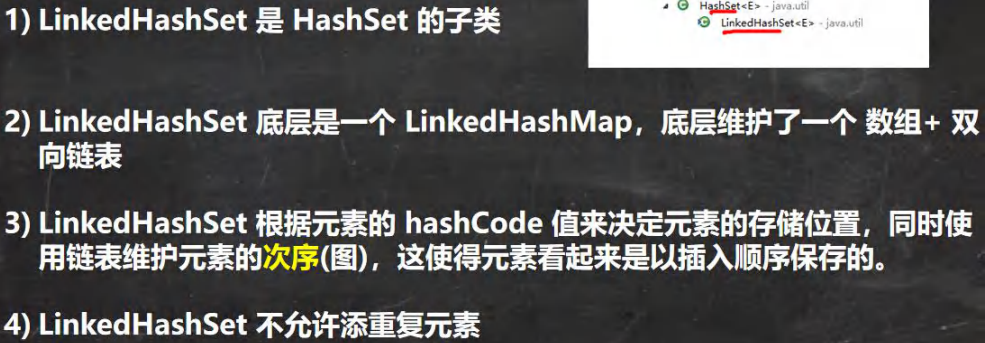 HashSet<E> - java.util
1) LinkedHashSet 是 HashSet 的子类
LinkedHashSet<E> - java.util
2) LinkedHashSet 底层是一个 LinkedHashMap，底层维护了一个 数组+ 双
向链表
3) LinkedHashSet 根据元素的 hashCode 值来决定元素的存储位置，同时使
用链表维护元素的次序(图)，这使得元素看起来是以插入顺序保存的。
4) LinkedHashSet 不允许添重复元素